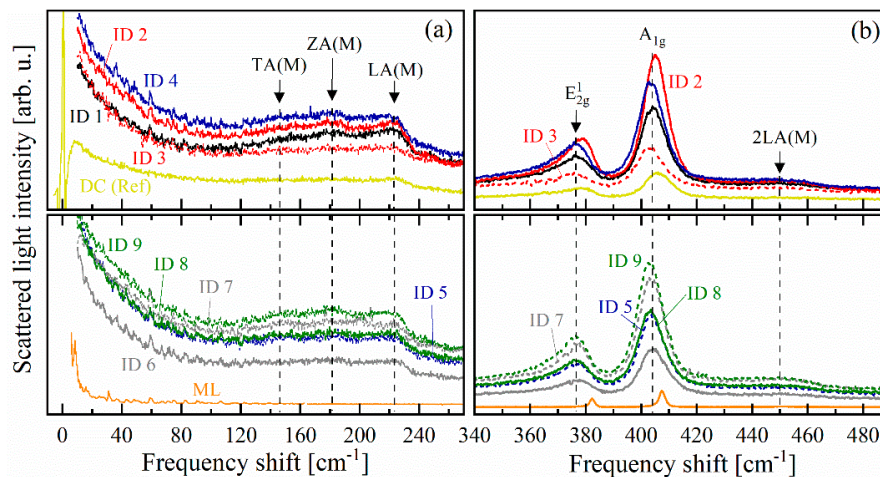 Scattered light intensity [arb. u.]
(a)
ID 2
ID 4
TA(M)
ZA(M)
LA(M)
ID 1
ID 3
DC (Ref)
(b)
A1g
E¹2g
ID 2
ID 3
2LA(M)
ID 9
ID 8
ID 7
ID 5
ID 6
ML
ID 9
ID 7
ID 5
ID 8
0 40 80 120 160 200 240
340 360 380 400 420 440 460 480
Frequency shift [cm⁻¹]
Frequency shift [cm⁻¹]